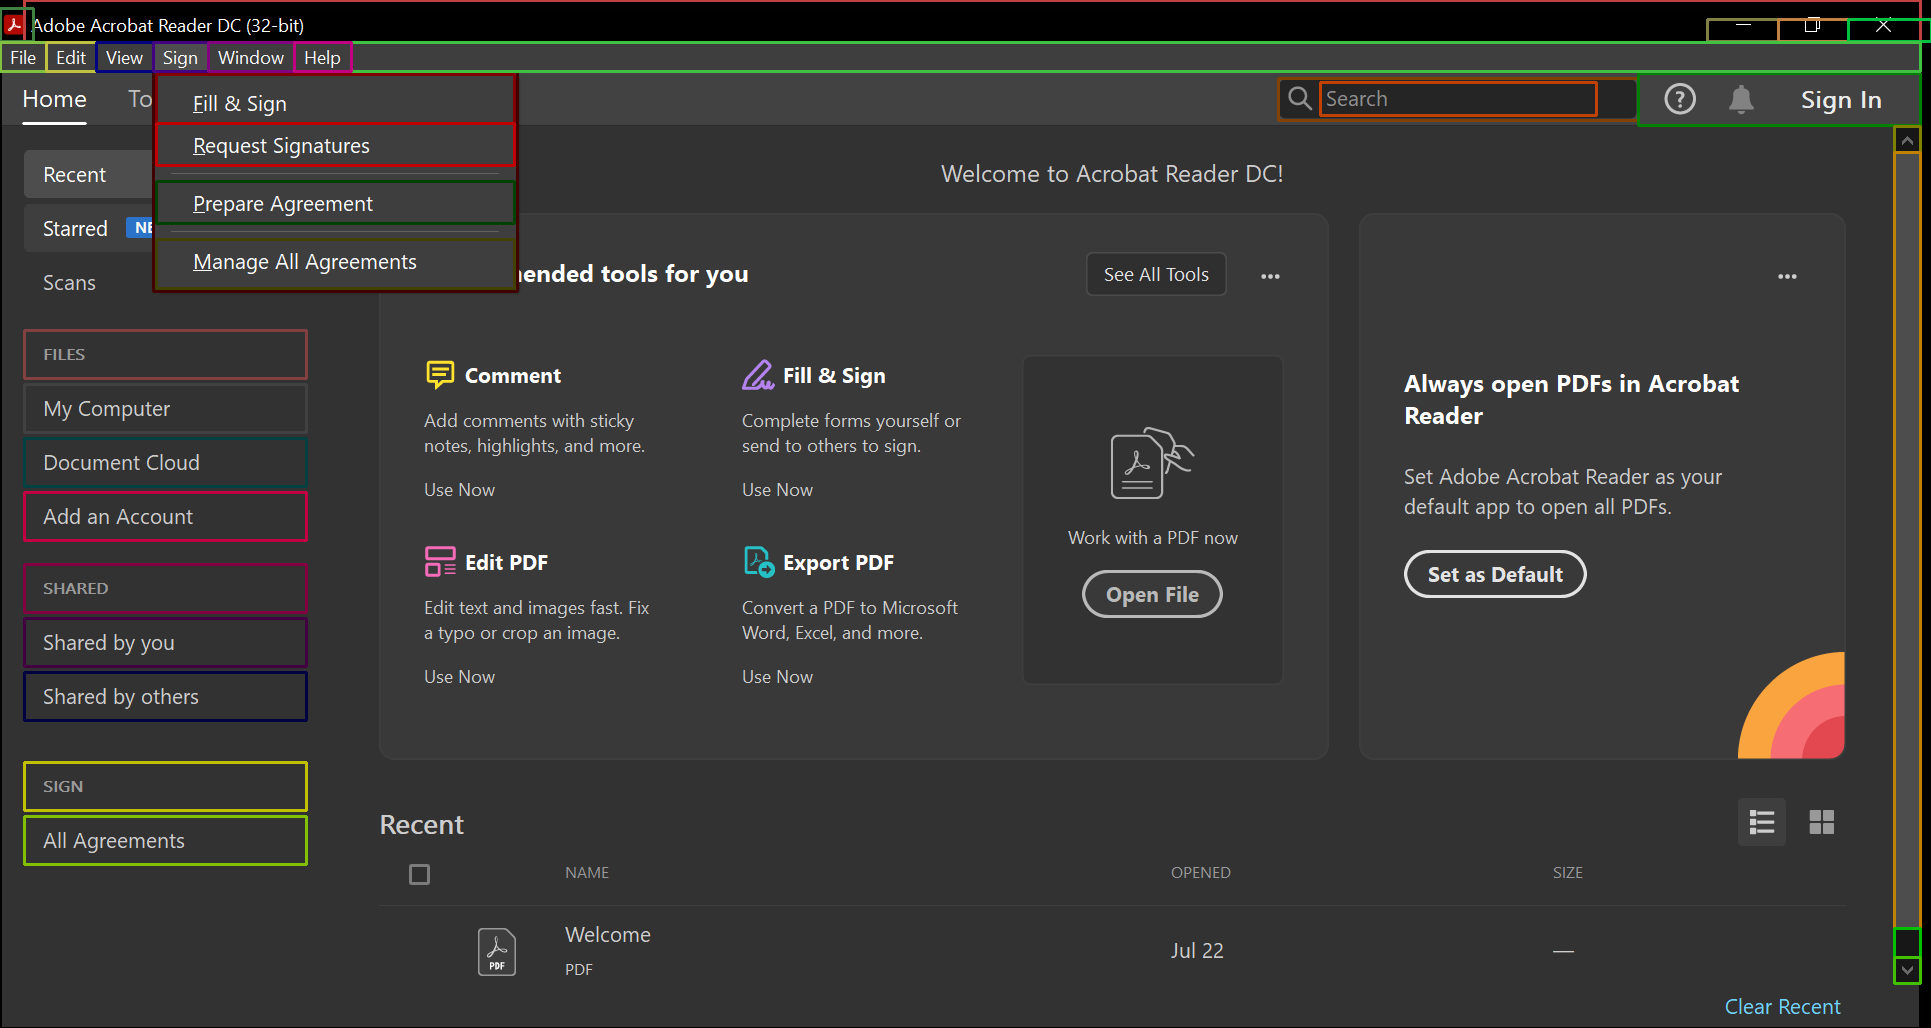 Adobe Acrobat Reader DC (32-bit)
File Edit View Sign Window Help
Home To
Search
Sign In
Fill & Sign
Request Signatures
Prepare Agreement
Manage All Agreements
Recent
Starred NE
Scans
FILES
My Computer
Document Cloud
Add an Account
SHARED
Shared by you
Shared by others
SIGN
All Agreements
Welcome to Acrobat Reader DC!
ended tools for you
See All Tools
Comment
Add comments with sticky
notes, highlights, and more.
Use Now
Fill & Sign
Complete forms yourself or
send to others to sign.
Use Now
Edit PDF
Edit text and images fast. Fix
a typo or crop an image.
Use Now
Export PDF
Convert a PDF to Microsoft
Word, Excel, and more.
Use Now
Work with a PDF now
Open File
Always open PDFs in Acrobat
Reader
Set Adobe Acrobat Reader as your
default app to open all PDFs.
Set as Default
Recent
NAME OPENED SIZE
PDF
Welcome
PDF
Jul 22 —
Clear Recent